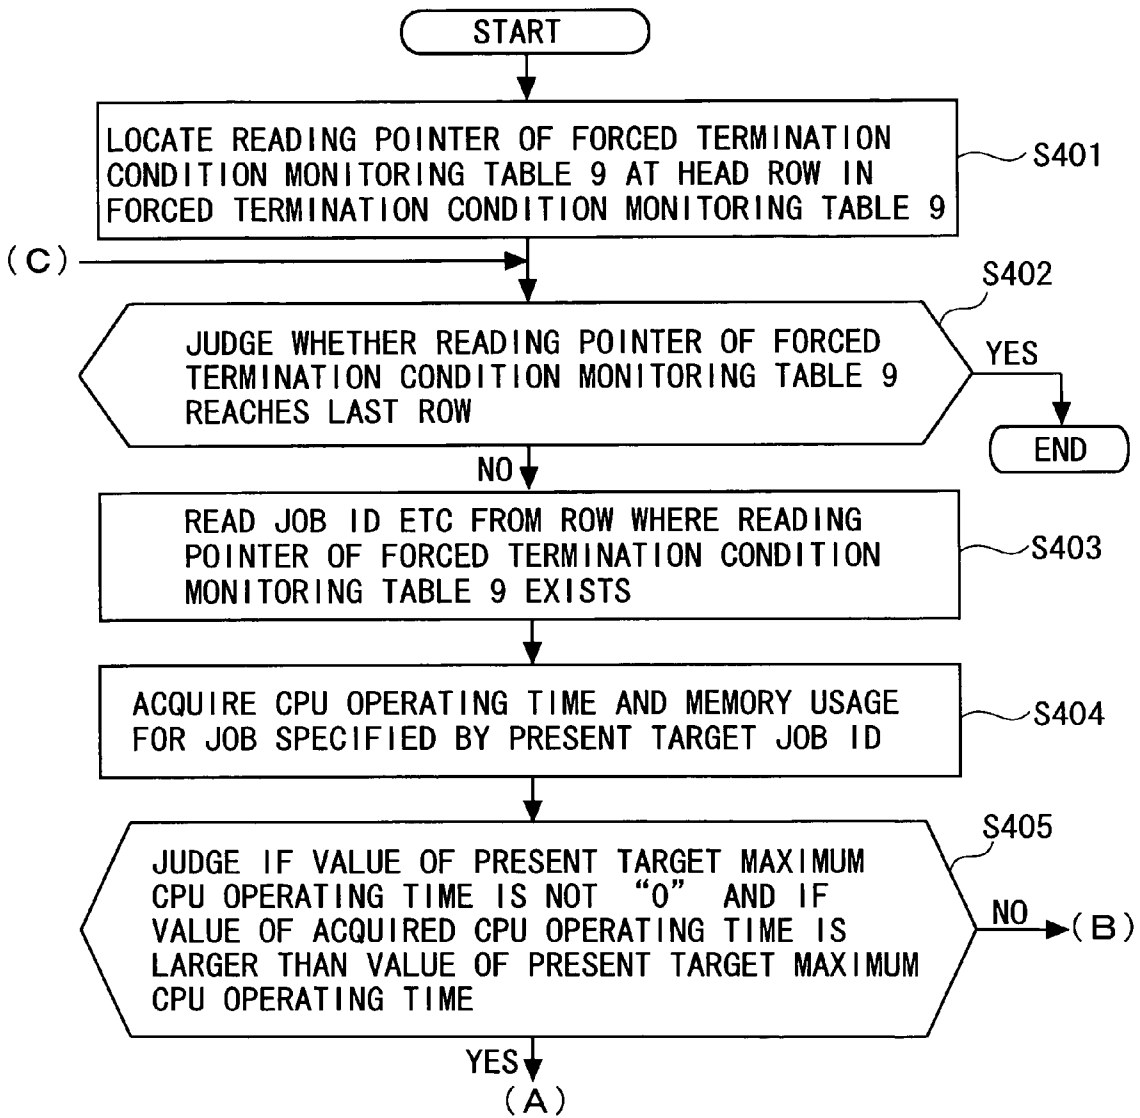 START
LOCATE READING POINTER OF FORCED TERMINATION
CONDITION MONITORING TABLE 9 AT HEAD ROW IN
FORCED TERMINATION CONDITION MONITORING TABLE 9
S401
(C)
S402
JUDGE WHETHER READING POINTER OF FORCED
TERMINATION CONDITION MONITORING TABLE 9
REACHES LAST ROW
YES
END
NO
READ JOB ID ETC FROM ROW WHERE READING
POINTER OF FORCED TERMINATION CONDITION
MONITORING TABLE 9 EXISTS
S403
ACQUIRE CPU OPERATING TIME AND MEMORY USAGE
FOR JOB SPECIFIED BY PRESENT TARGET JOB ID
S404
S405
JUDGE IF VALUE OF PRESENT TARGET MAXIMUM
CPU OPERATING TIME IS NOT “0” AND IF
VALUE OF ACQUIRED CPU OPERATING TIME IS
LARGER THAN VALUE OF PRESENT TARGET MAXIMUM
CPU OPERATING TIME
NO
(B)
YES
(A)